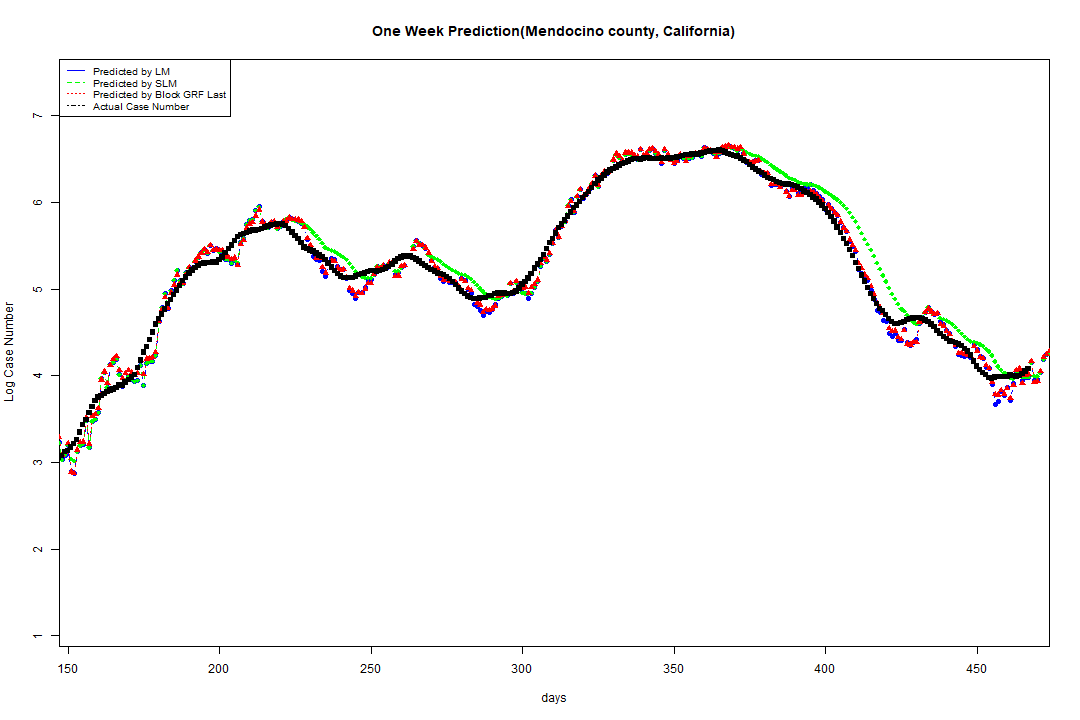 One Week Prediction(Mendocino county, California)
Predicted by LM
Predicted by SLM
Predicted by Block GRF Last
Actual Case Number
7
6
5
4
3
2
1
Log Case Number
150 200 250 300 350 400 450
days